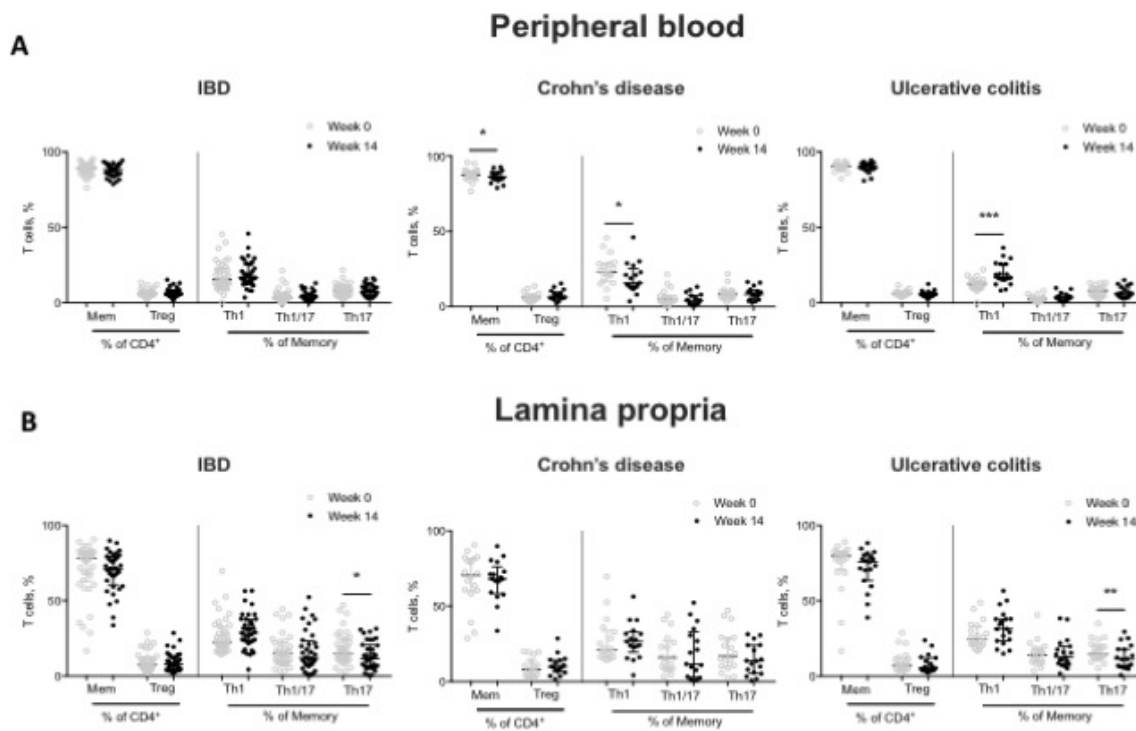 Peripheral blood
A
IBD
Crohn's disease
Ulcerative colitis
Week 0
Week 14
Week 0
Week 14
Week 0
Week 14
*
*
***
100
50
0
T cells, %
100
50
0
T cells, %
100
50
0
T cells, %
Mem Treg Th1 Th1/17 Th17
% of CD4⁺ % of Memory
Mem Treg Th1 Th1/17 Th17
% of CD4⁺ % of Memory
Mem Treg Th1 Th1/17 Th17
% of CD4⁺ % of Memory
Lamina propria
B
IBD
Crohn's disease
Ulcerative colitis
Week 0
Week 14
Week 0
Week 14
Week 0
Week 14
*
**
100
50
0
T cells, %
100
50
0
T cells, %
100
50
0
T cells, %
Mem Treg Th1 Th1/17 Th17
% of CD4⁺ % of Memory
Mem Treg Th1 Th1/17 Th17
% of CD4⁺ % of Memory
Mem Treg Th1 Th1/17 Th17
% of CD4⁺ % of Memory